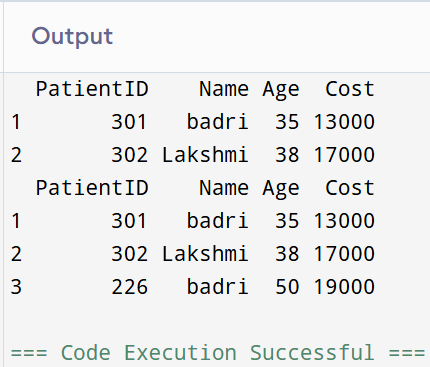 Output
  PatientID    Name Age  Cost
1       301   badri  35 13000
2       302 Lakshmi  38 17000
  PatientID    Name Age  Cost
1       301   badri  35 13000
2       302 Lakshmi  38 17000
3       226   badri  50 19000
=== Code Execution Successful ===